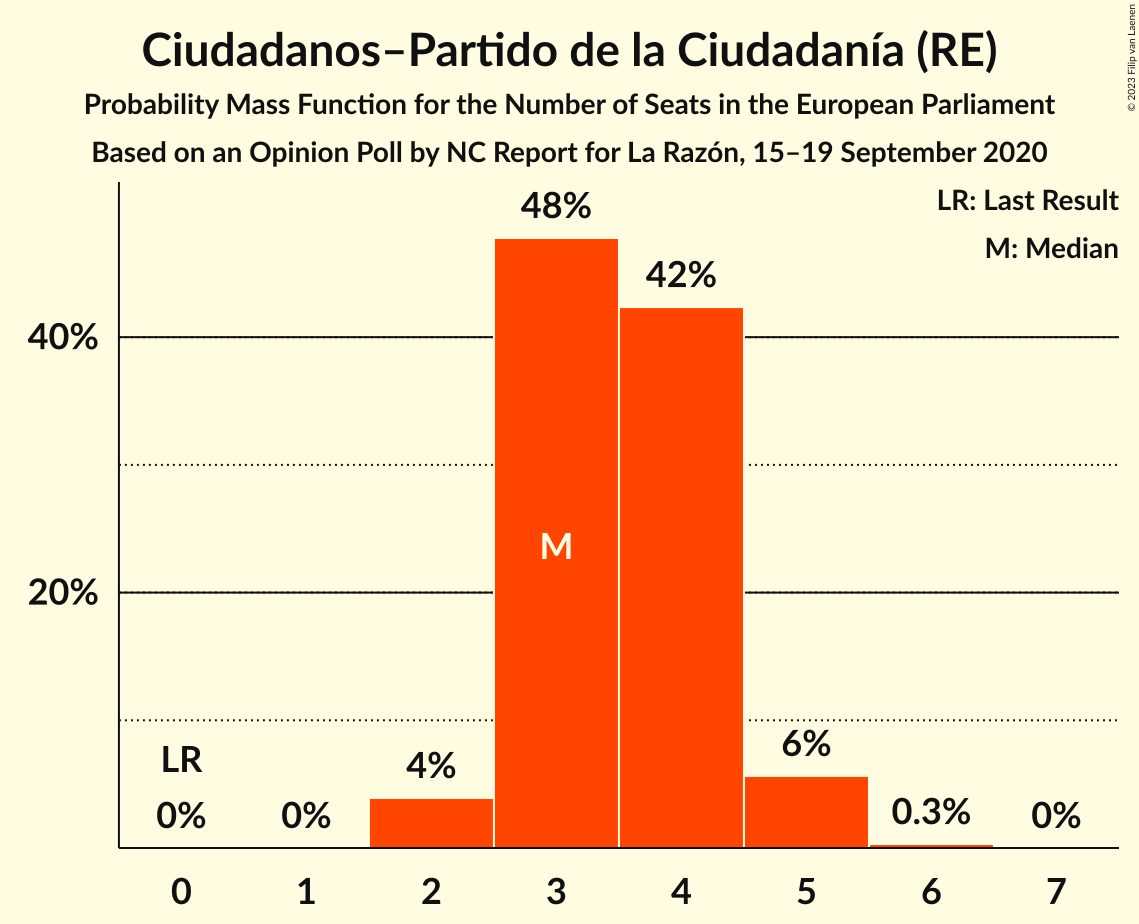 Ciudadanos–Partido de la Ciudadanía (RE)
Probability Mass Function for the Number of Seats in the European Parliament
Based on an Opinion Poll by NC Report for La Razón, 15–19 September 2020
© 2023 Filip van Laenen
LR: Last Result
M: Median
48%
42%
40%
M
20%
6%
LR
4%
0%
0%
0.3%
0%
0 1 2 3 4 5 6 7